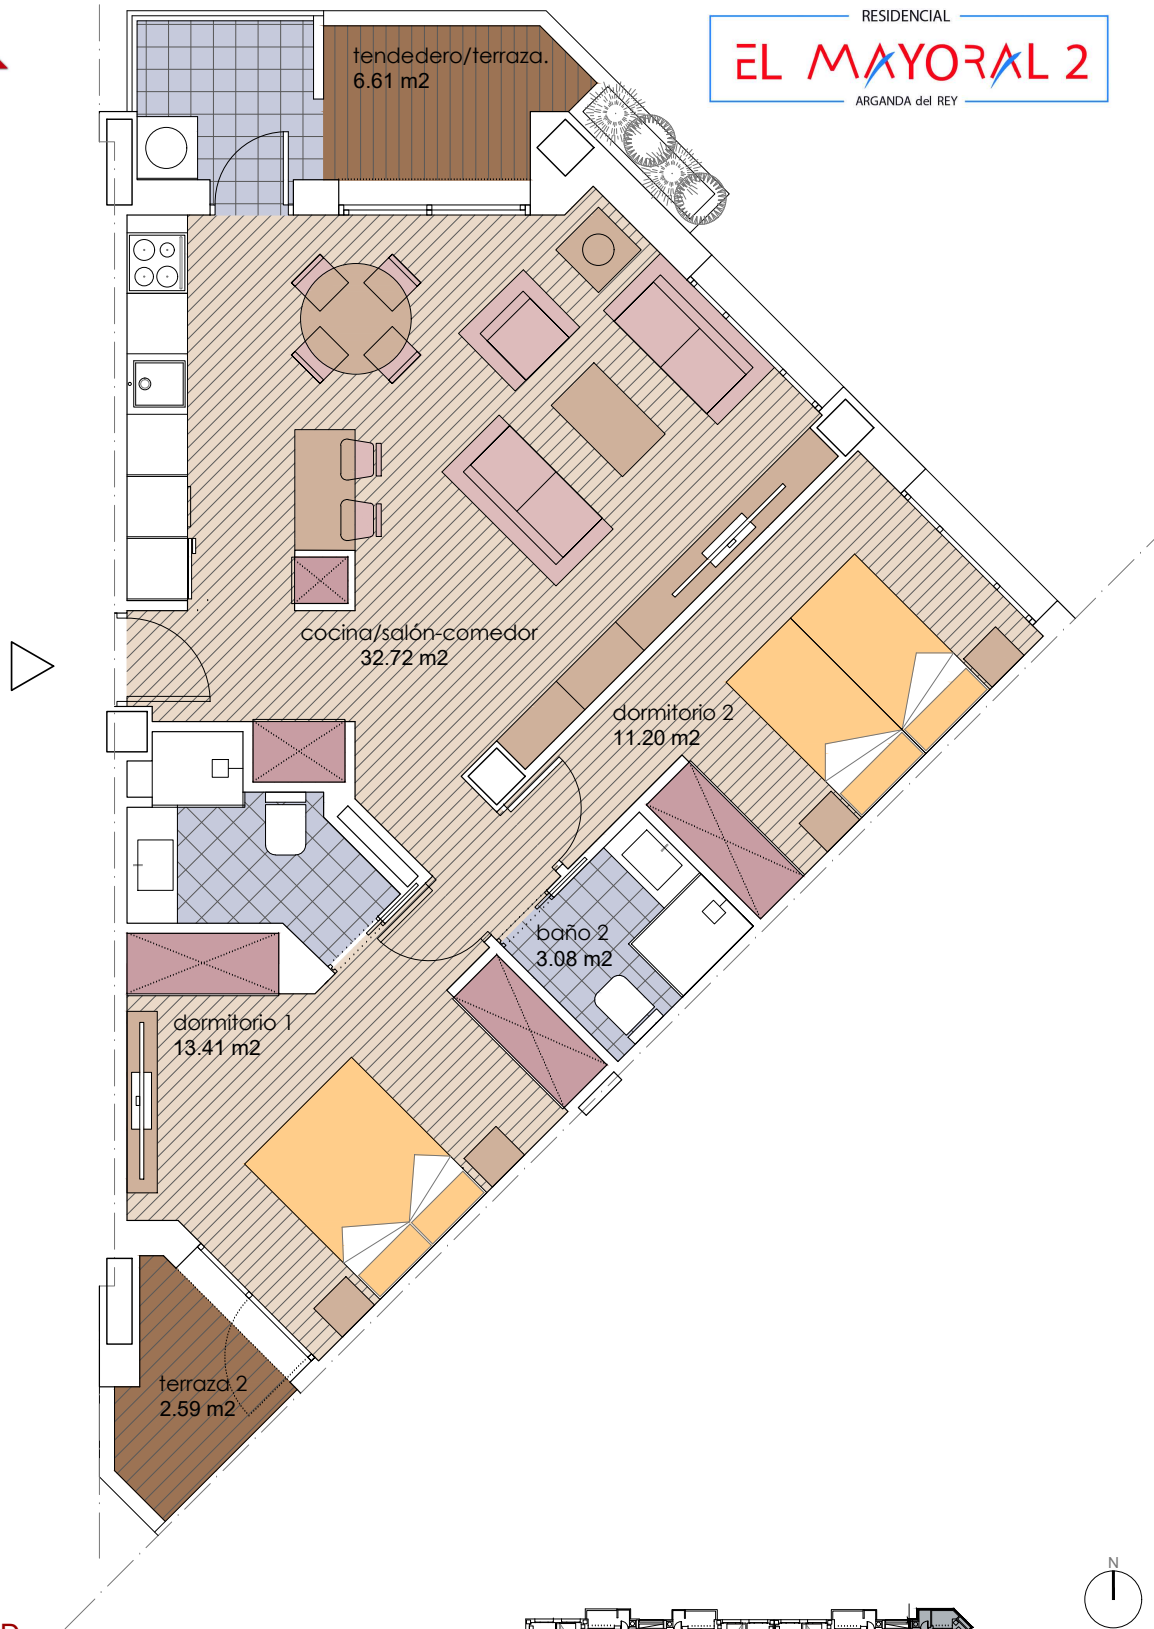 RESIDENCIAL
EL MAYORAL 2
ARGANDA del REY
tendedero/terraza.
6.61 m2
cocina/salón-comedor
32.72 m2
dormitorio 2
11.20 m2
baño 2
3.08 m2
dormitorio 1
13.41 m2
terraza 2
2.59 m2
N